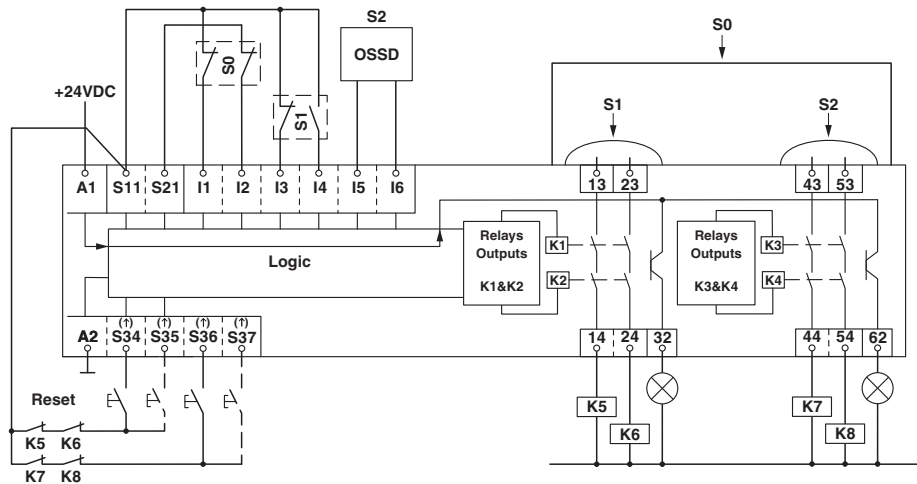 S2
OSSD
S0
S0
S1
S1
S2
+24VDC
A1 S11 S21 I1 I2 I3 I4 I5 I6
13 23
43 53
Logic
Relays
Outputs
K1&K2
K1
K2
Relays
Outputs
K3&K4
K3
K4
(↑) (↑) (↑) (↑)
A2 S34 S35 S36 S37
14 24 32
44 54 62
Reset
K5 K6
K7 K8
K5
K6
K7
K8